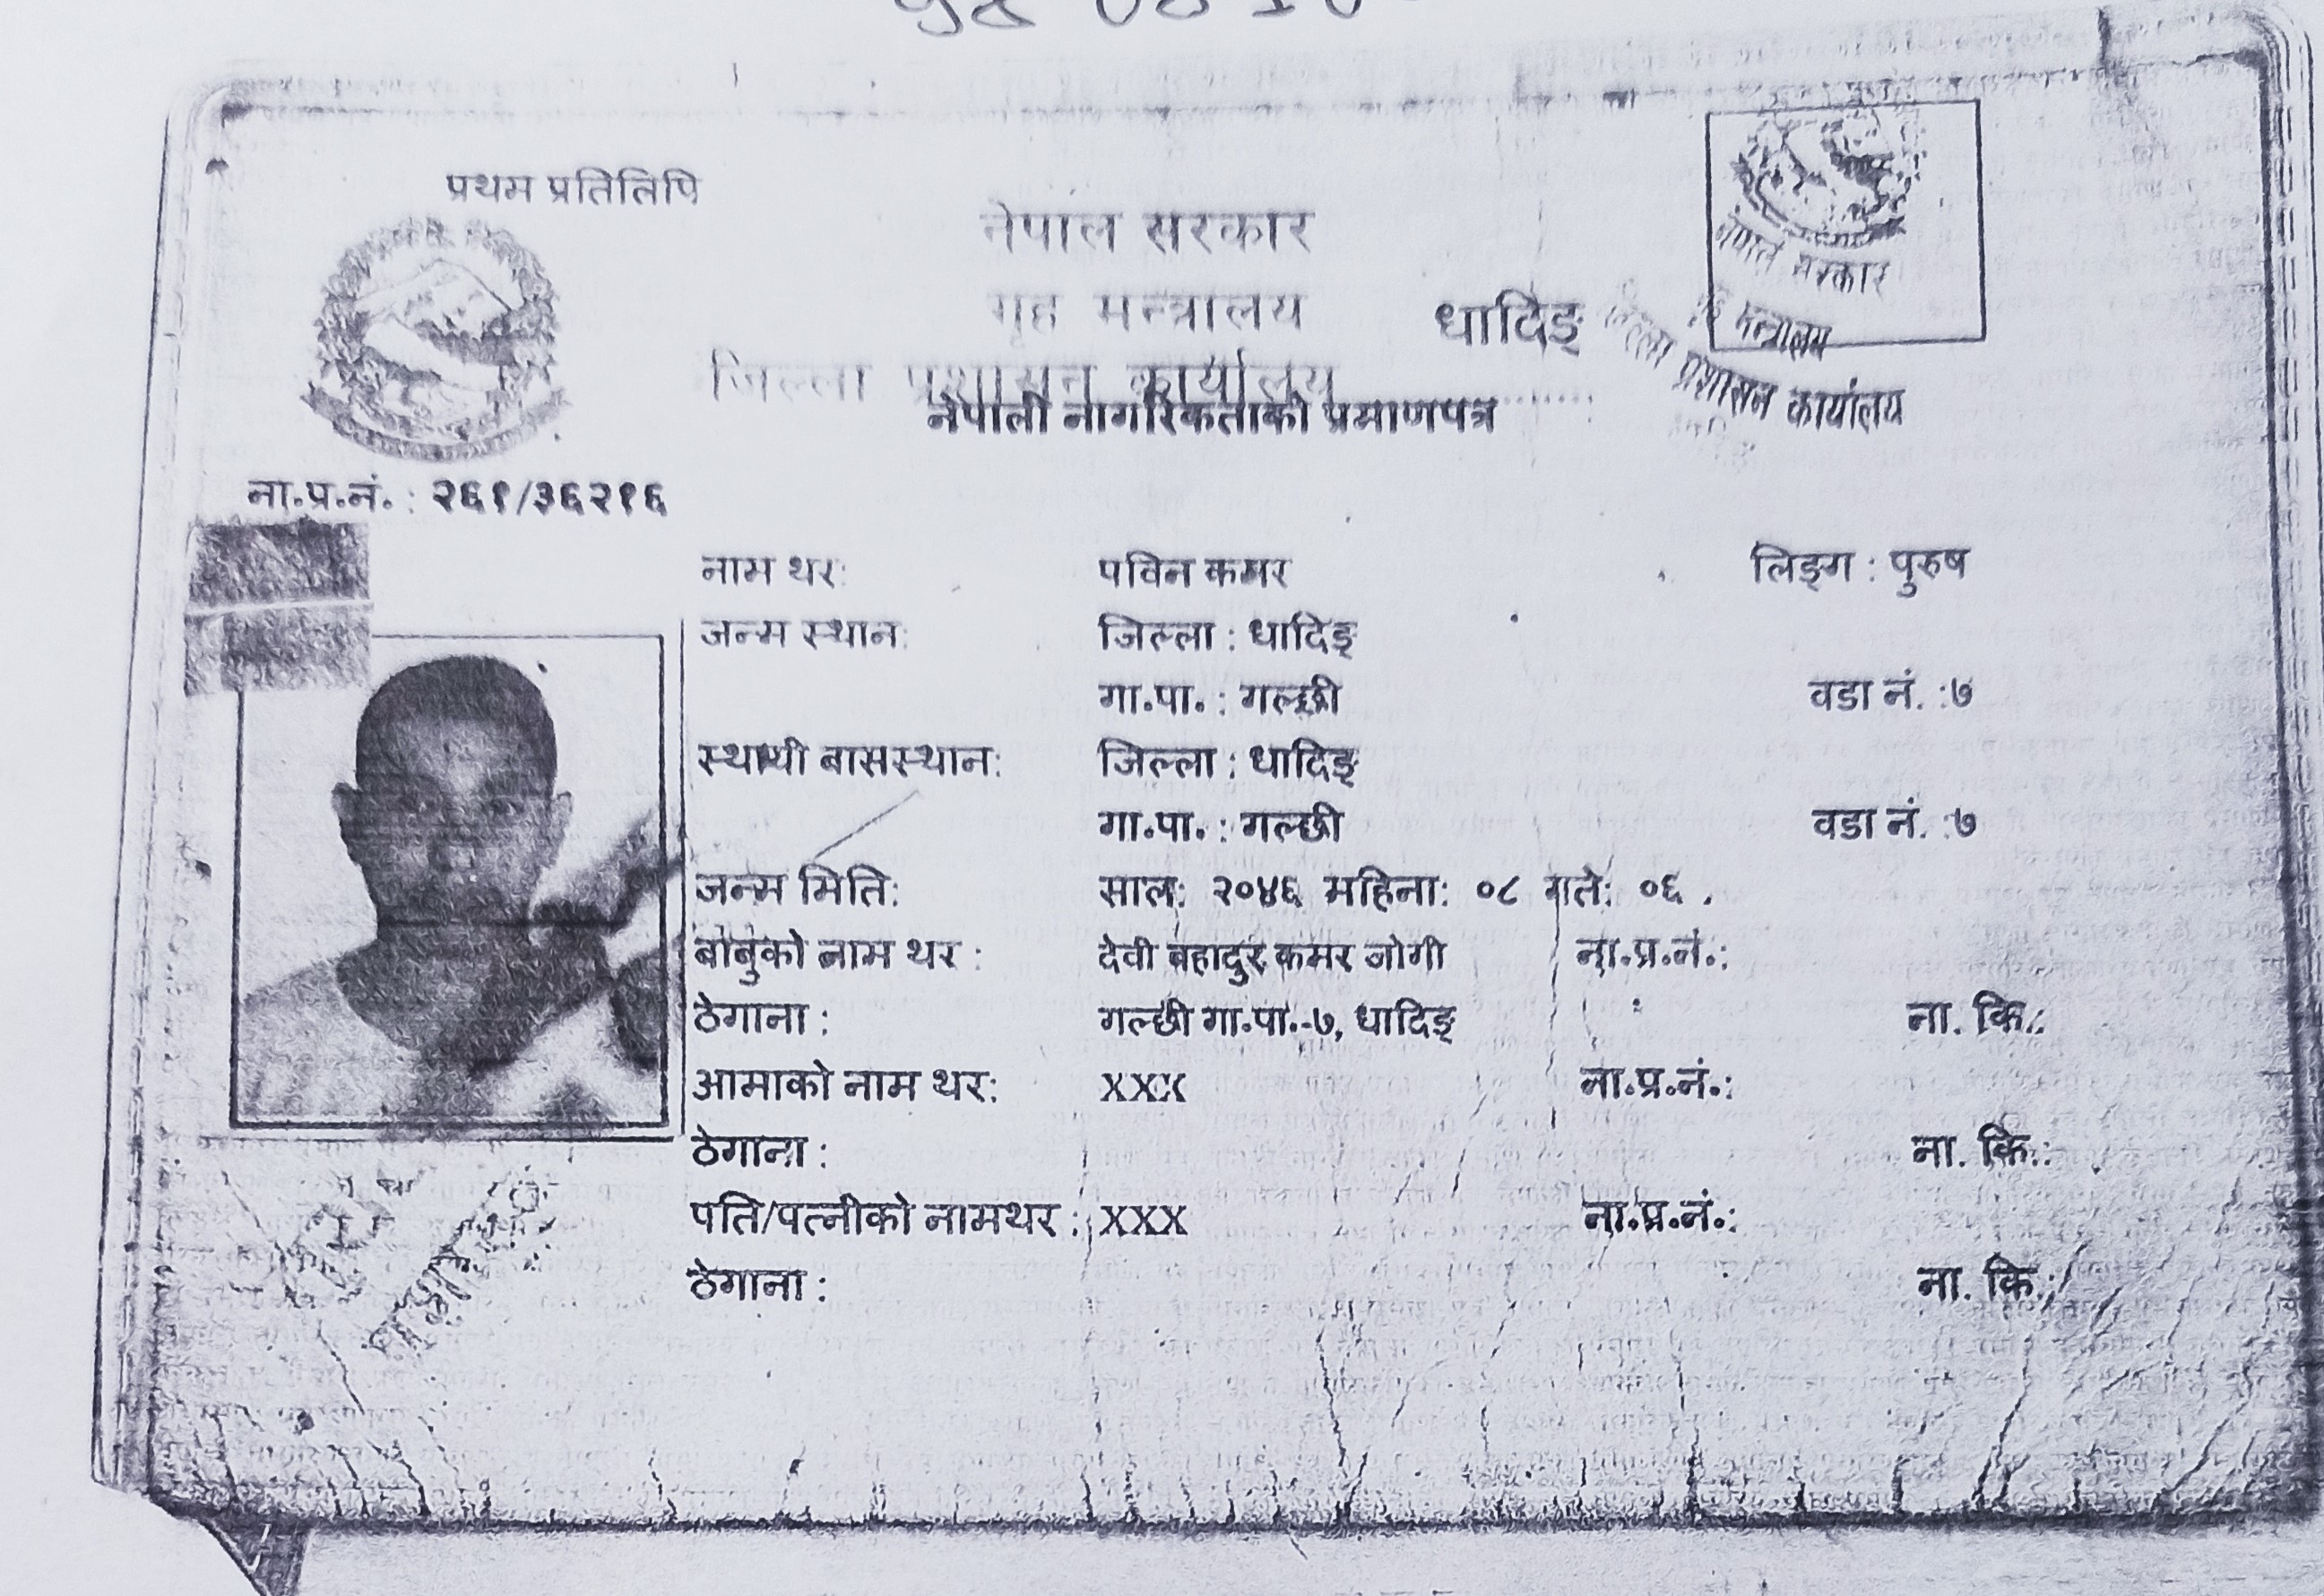 प्रथम प्रतिलिपि
नेपाल सरकार
गृह मन्त्रालय
जिल्ला प्रशासन कार्यालय धादिङ्
नेपाली नागरिकताको प्रमाणपत्र
नेपाल सरकार
गृह मन्त्रालय
जिल्ला प्रशासन कार्यालय
ना.प्र.नं. : २६१/३६२१६
नाम थर: पविन कमर लिङ्ग : पुरुष
जन्म स्थान: जिल्ला : धादिङ्
गा.पा. : गल्छी वडा नं. :७
स्थायी बासस्थान: जिल्ला : धादिङ्
गा.पा. : गल्छी वडा नं. :७
जन्म मिति: साल: २०४६ महिना: ०८ गते: ०६
बाबुको नाम थर : देवी बहादुर कमर जोगी ना.प्र.नं.:
ठेगाना : गल्छी गा.पा.-७, धादिङ् ना. कि.:
आमाको नाम थर: XXX ना.प्र.नं.:
ठेगाना : ना. कि.:
पति/पत्नीको नामथर : XXX ना.प्र.नं.:
ठेगाना : ना. कि.: